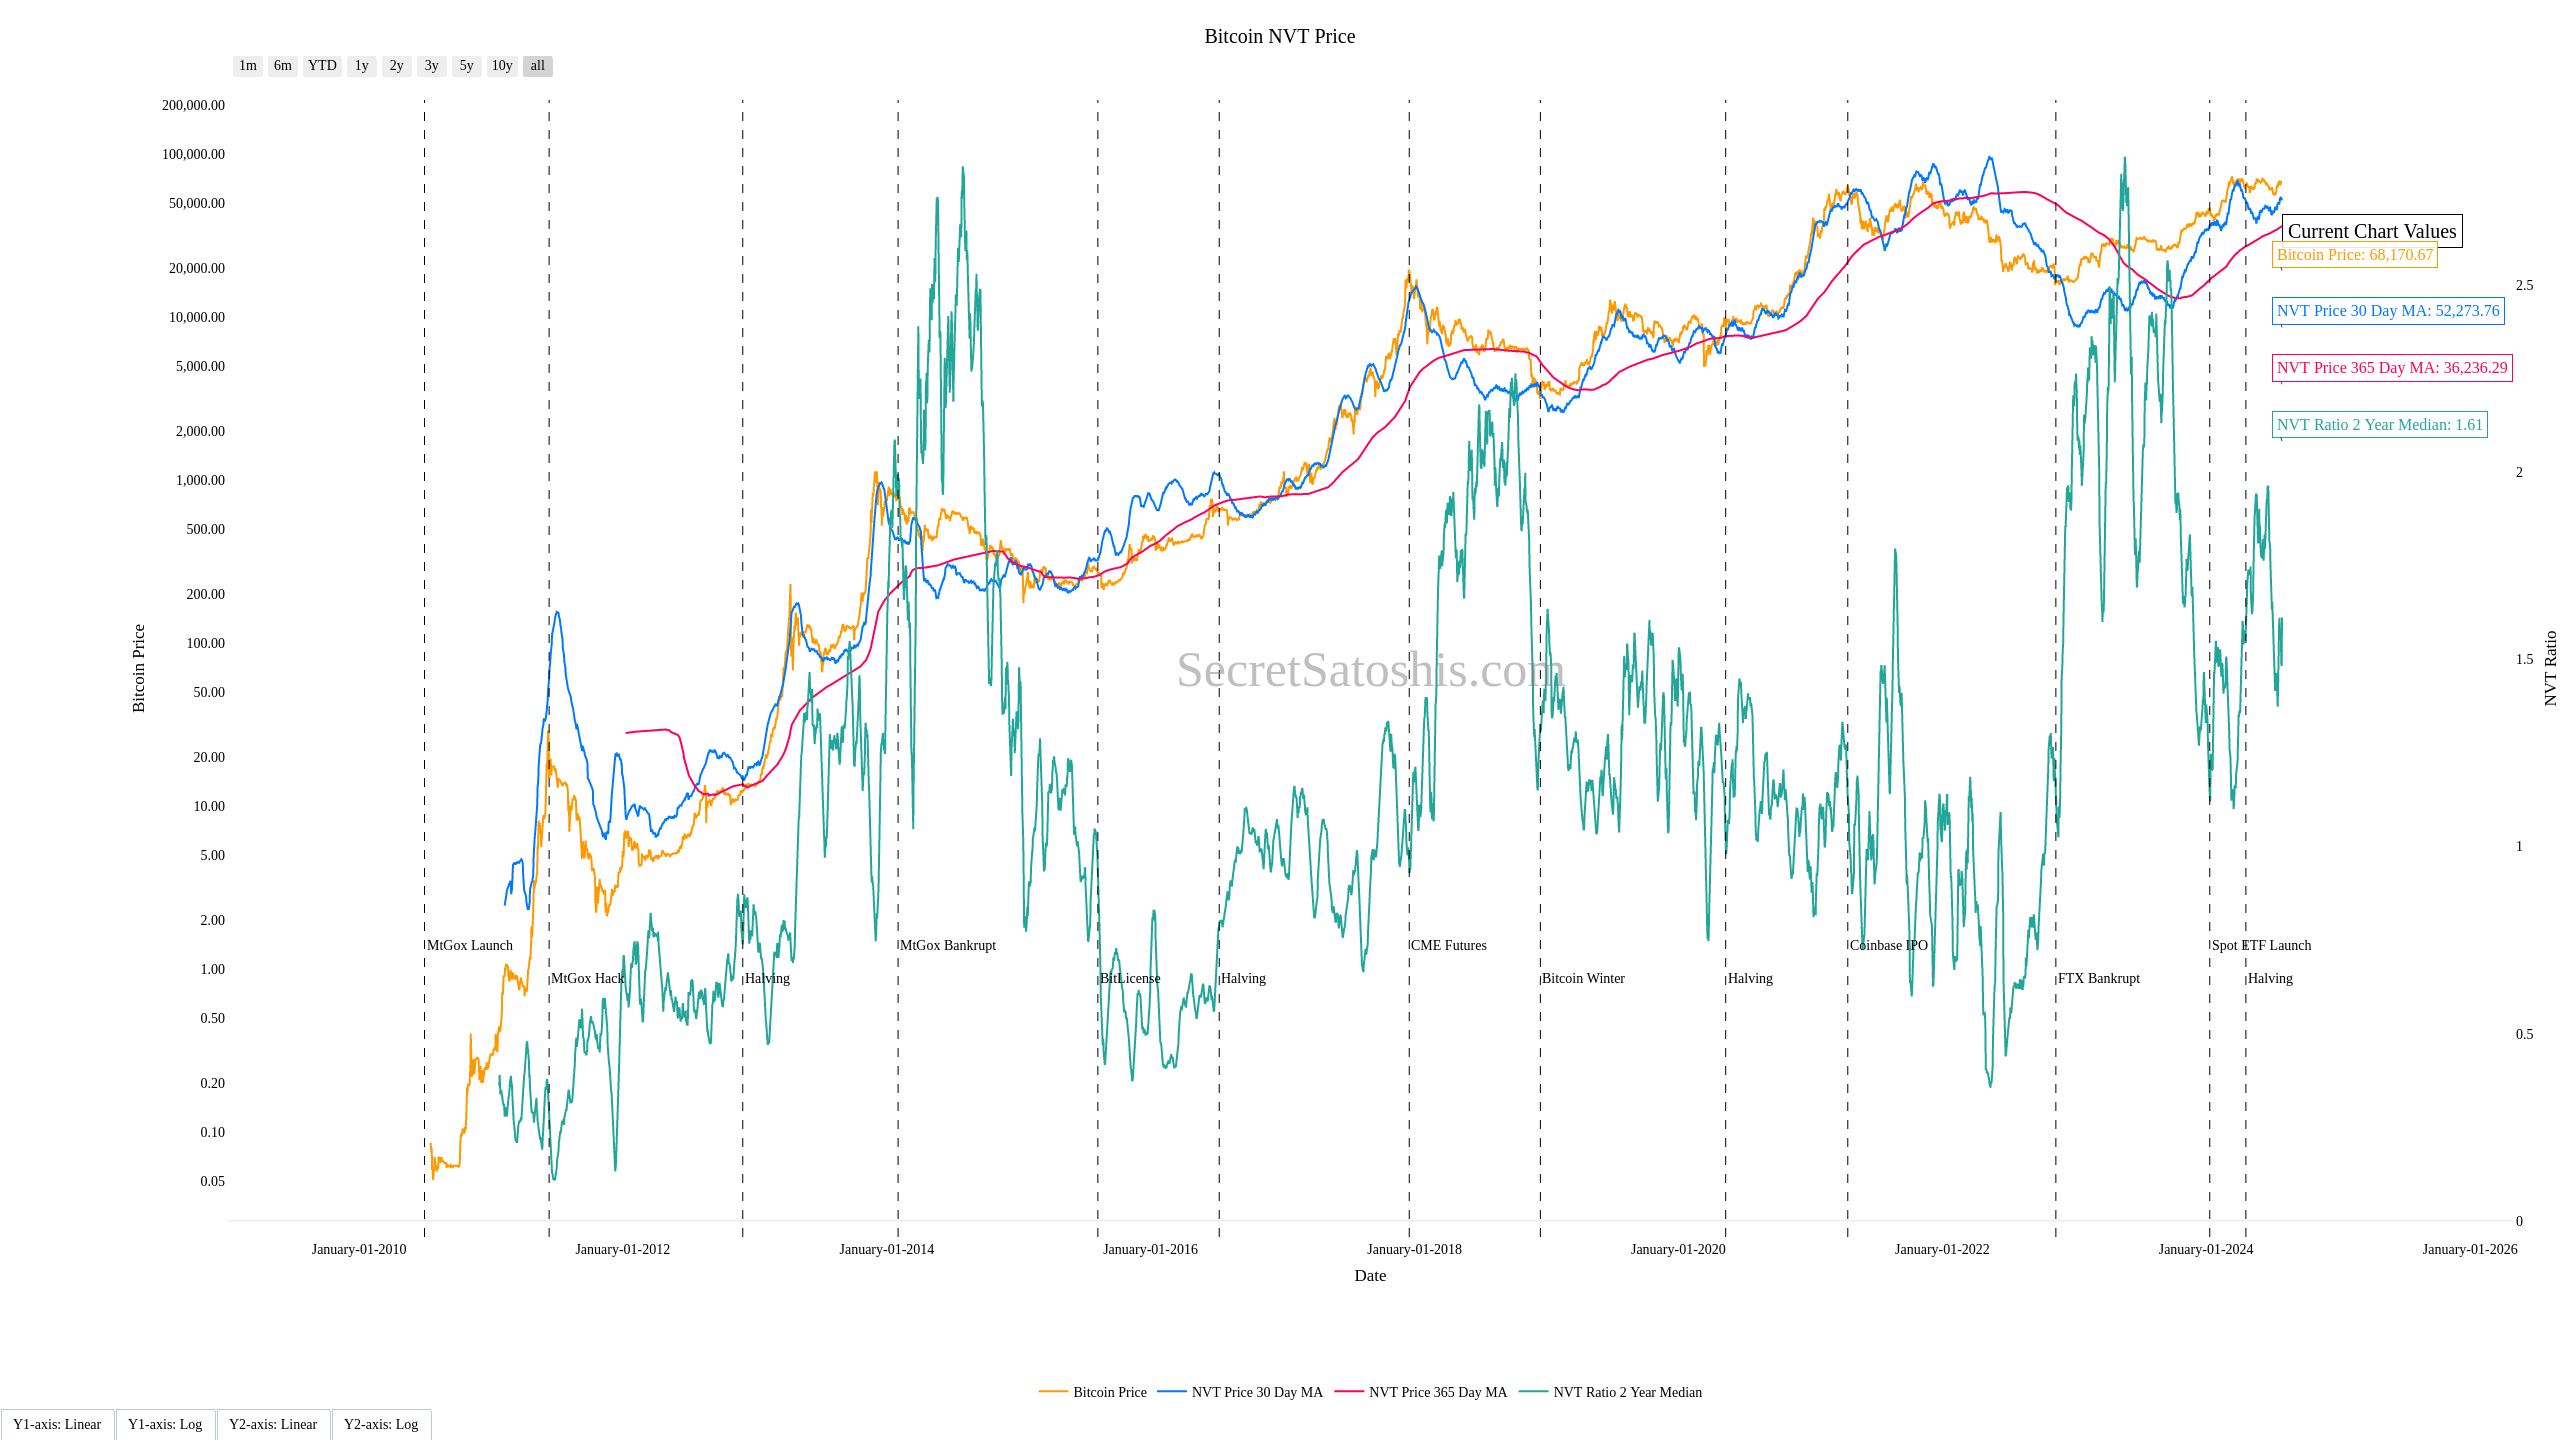 Bitcoin NVT Price
1m 6m YTD 1y 2y 3y 5y 10y all
200,000.00
100,000.00
50,000.00
20,000.00
10,000.00
5,000.00
2,000.00
1,000.00
500.00
200.00
100.00
50.00
20.00
10.00
5.00
2.00
1.00
0.50
0.20
0.10
0.05
Bitcoin Price
Current Chart Values
Bitcoin Price: 68,170.67
NVT Price 30 Day MA: 52,273.76
NVT Price 365 Day MA: 36,236.29
NVT Ratio 2 Year Median: 1.61
2.5
2
1.5
1
0.5
0
NVT Ratio
SecretSatoshis.com
MtGox Launch
MtGox Hack
Halving
MtGox Bankrupt
BitLicense
Halving
CME Futures
Bitcoin Winter
Halving
Coinbase IPO
FTX Bankrupt
Spot ETF Launch
Halving
January-01-2010 January-01-2012 January-01-2014 January-01-2016 January-01-2018 January-01-2020 January-01-2022 January-01-2024 January-01-2026
Date
Bitcoin Price NVT Price 30 Day MA NVT Price 365 Day MA NVT Ratio 2 Year Median
Y1-axis: Linear Y1-axis: Log Y2-axis: Linear Y2-axis: Log